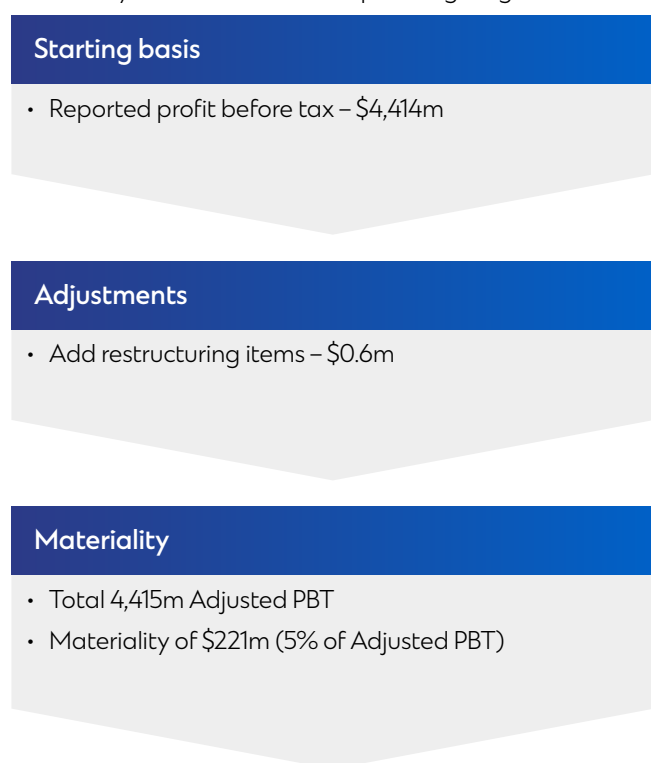 Starting basis
• Reported profit before tax – $4,414m
Adjustments
• Add restructuring items – $0.6m
Materiality
• Total 4,415m Adjusted PBT
• Materiality of $221m (5% of Adjusted PBT)